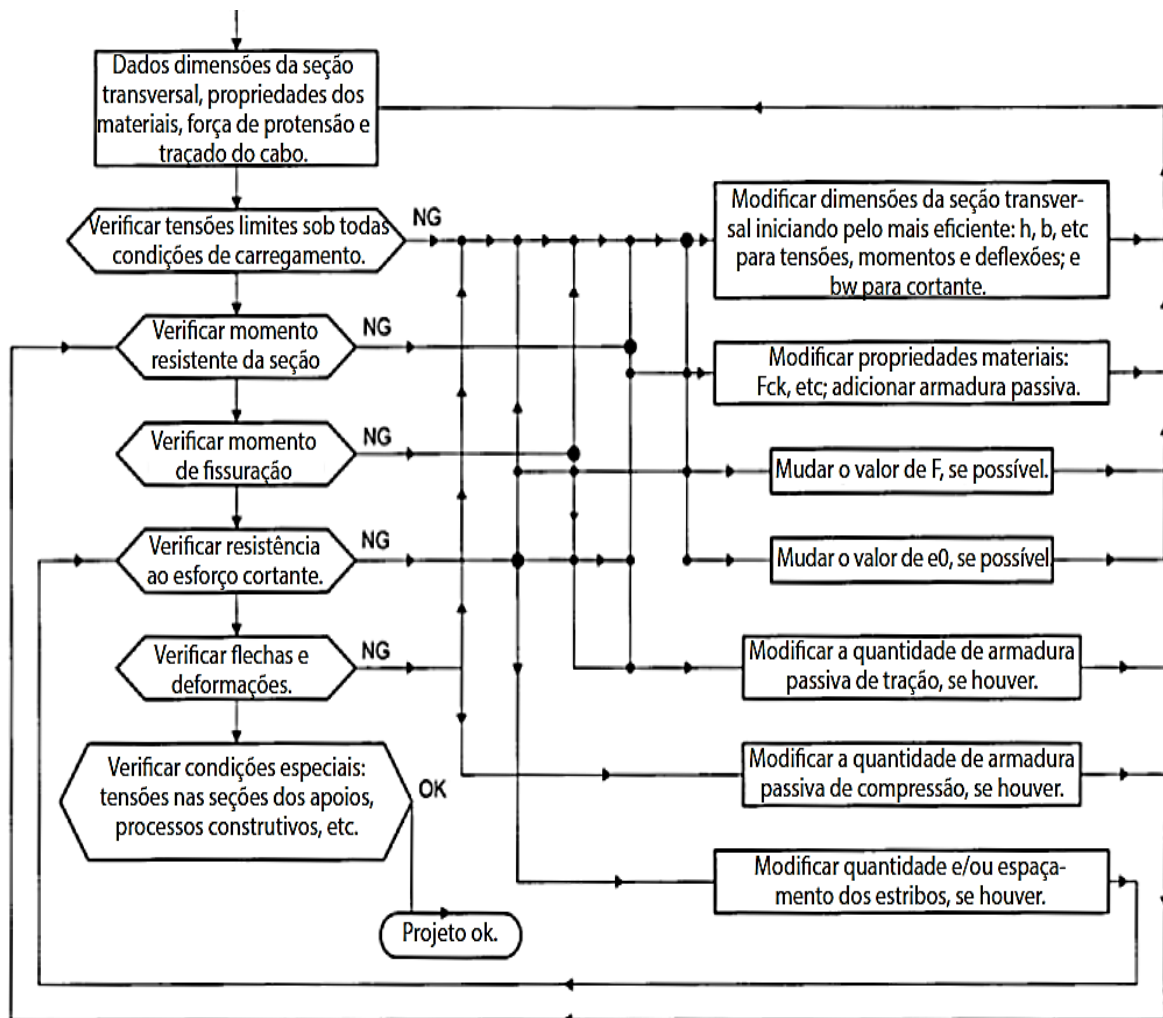 Dados dimensões da seção
transversal, propriedades dos
materiais, força de protensão e
traçado do cabo.
Verificar tensões limites sob todas
condições de carregamento.
NG
Modificar dimensões da seção transver-
sal iniciando pelo mais eficiente: h, b, etc
para tensões, momentos e deflexões; e
bw para cortante.
Verificar momento
resistente da seção
NG
Modificar propriedades materiais:
Fck, etc; adicionar armadura passiva.
Verificar momento
de fissuração
NG
Mudar o valor de F, se possível.
Verificar resistência
ao esforço cortante.
NG
Mudar o valor de e0, se possível.
Verificar flechas e
deformações.
NG
Modificar a quantidade de armadura
passiva de tração, se houver.
Verificar condições especiais:
tensões nas seções dos apoios,
processos construtivos, etc.
OK
Modificar a quantidade de armadura
passiva de compressão, se houver.
Modificar quantidade e/ou espaça-
mento dos estribos, se houver.
Projeto ok.